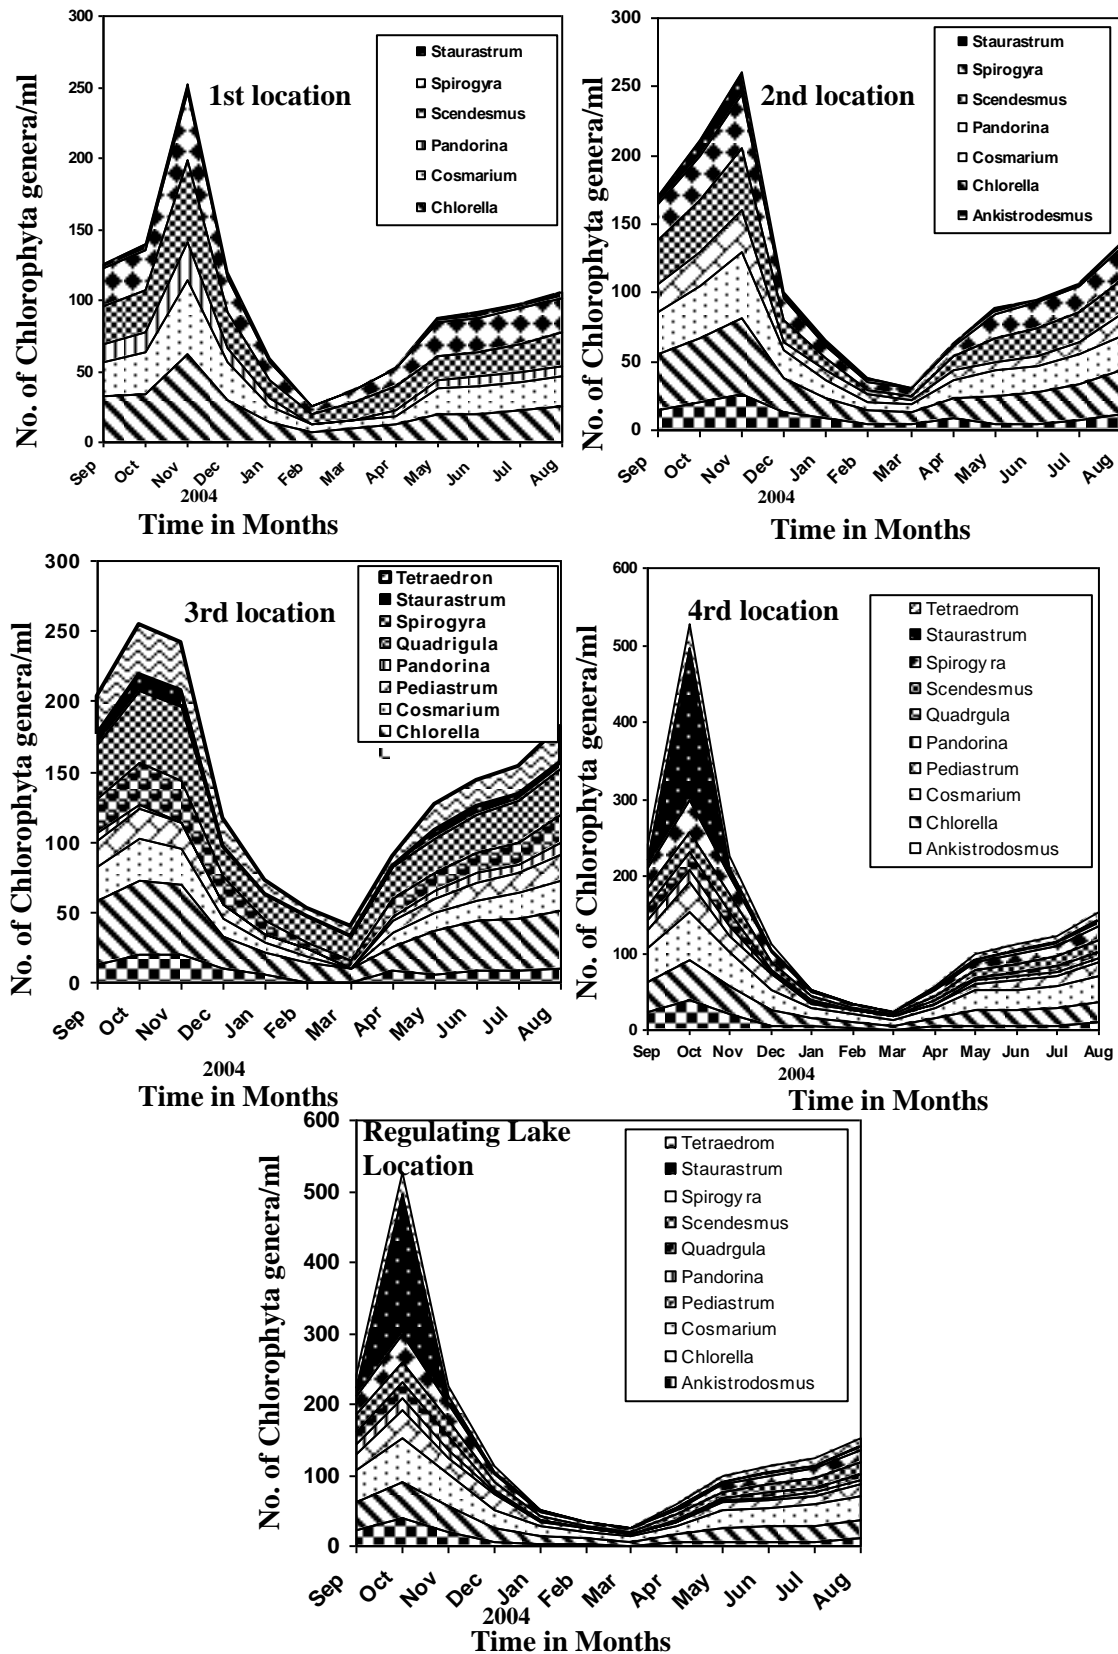 No. of Chlorophyta genera/ml
300
250
200
150
100
50
0
1st location
Staurastrum
Spirogyra
Scendesmus
Pandorina
Cosmarium
Chlorella
Sep Oct Nov Dec Jan Feb Mar Apr May Jun Jul Aug
2004
Time in Months
No. of Chlorophyta genera/ml
300
250
200
150
100
50
0
2nd location
Staurastrum
Spirogyra
Scendesmus
Pandorina
Cosmarium
Chlorella
Ankistrodesmus
Sep Oct Nov Dec Jan Feb Mar Apr May Jun Jul Aug
2004
Time in Months
No. of Chlorophyta genera/ml
300
250
200
150
100
50
0
3rd location
Tetraedron
Staurastrum
Spirogyra
Quadrigula
Pandorina
Pediastrum
Cosmarium
Chlorella
Sep Oct Nov Dec Jan Feb Mar Apr May Jun Jul Aug
2004
Time in Months
No. of Chlorophyta genera/ml
600
500
400
300
200
100
0
4rd location
Tetraedrom
Staurastrum
Spirogyra
Scendesmus
Quadrgula
Pandorina
Pediastrum
Cosmarium
Chlorella
Ankistrodosmus
Sep Oct Nov Dec Jan Feb Mar Apr May Jun Jul Aug
2004
Time in Months
No. of Chlorophyta genera/ml
600
500
400
300
200
100
0
Regulating Lake
Location
Tetraedrom
Staurastrum
Spirogyra
Scendesmus
Quadrgula
Pandorina
Pediastrum
Cosmarium
Chlorella
Ankistrodosmus
Sep Oct Nov Dec Jan Feb Mar Apr May Jun Jul Aug
2004
Time in Months